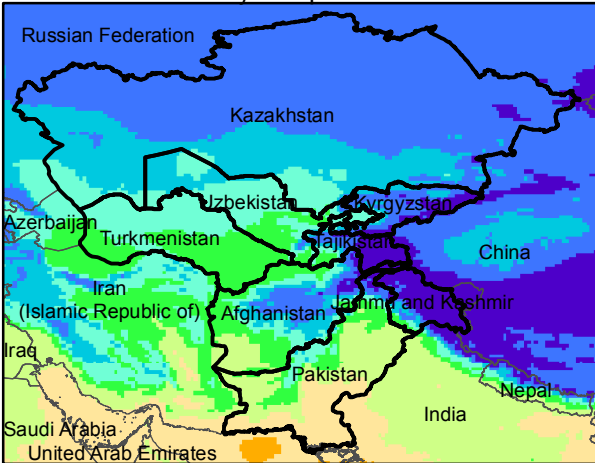 Russian Federation
Kazakhstan
Izbekistan
Kyrgyzstan
Azerbaijan
Turkmenistan
Tajikistan
China
Iran
(Islamic Republic of)
Afghanistan
Jammu and Kashmir
Iraq
Pakistan
Nepal
India
Saudi Arabia
United Arab Emirates